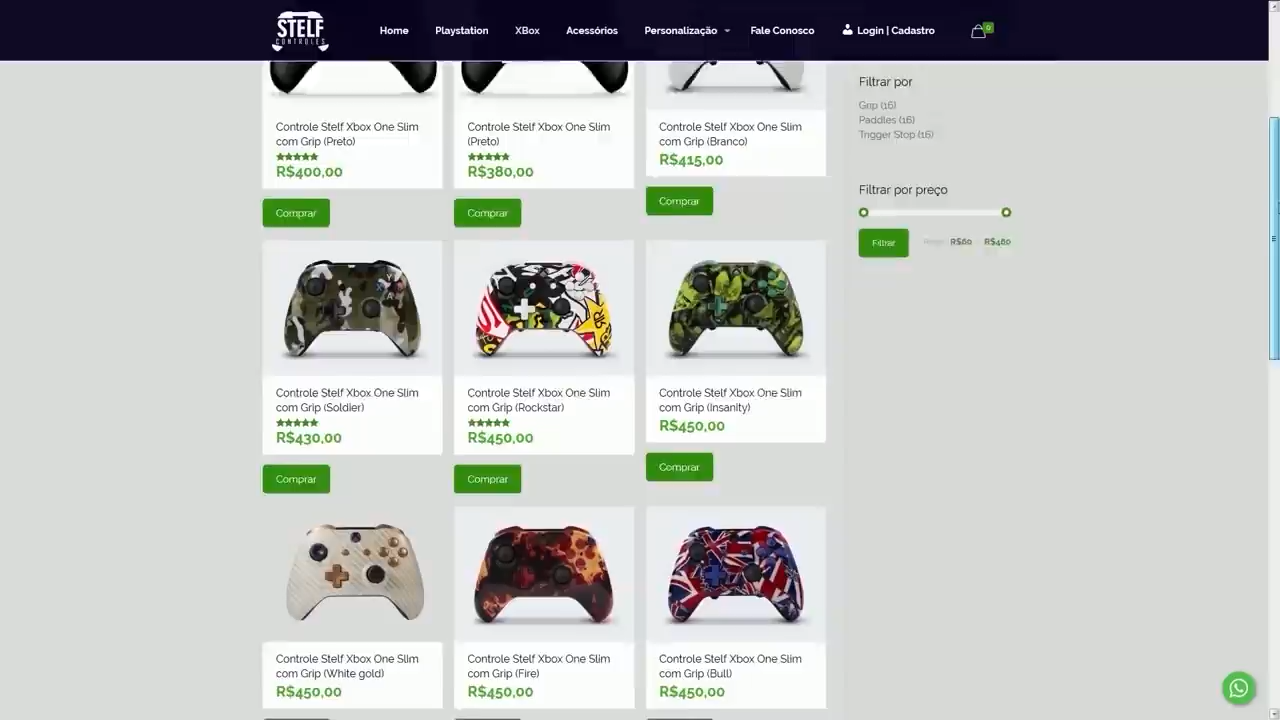 STELF
CONTROLES
Home
Playstation
XBox
Acessórios
Personalização
Fale Conosco
Login | Cadastro
0
Controle Stelf Xbox One Slim
com Grip (Preto)
R$400,00
Comprar
Controle Stelf Xbox One Slim
(Preto)
R$380,00
Comprar
Controle Stelf Xbox One Slim
com Grip (Branco)
R$415,00
Comprar
Filtrar por
Grip (16)
Paddles (16)
Trigger Stop (16)
Filtrar por preço
Filtrar
R$60
R$460
Controle Stelf Xbox One Slim
com Grip (Soldier)
R$430,00
Comprar
Controle Stelf Xbox One Slim
com Grip (Rockstar)
R$450,00
Comprar
Controle Stelf Xbox One Slim
com Grip (Insanity)
R$450,00
Comprar
Controle Stelf Xbox One Slim
com Grip (White gold)
R$450,00
Controle Stelf Xbox One Slim
com Grip (Fire)
R$450,00
Controle Stelf Xbox One Slim
com Grip (Bull)
R$450,00